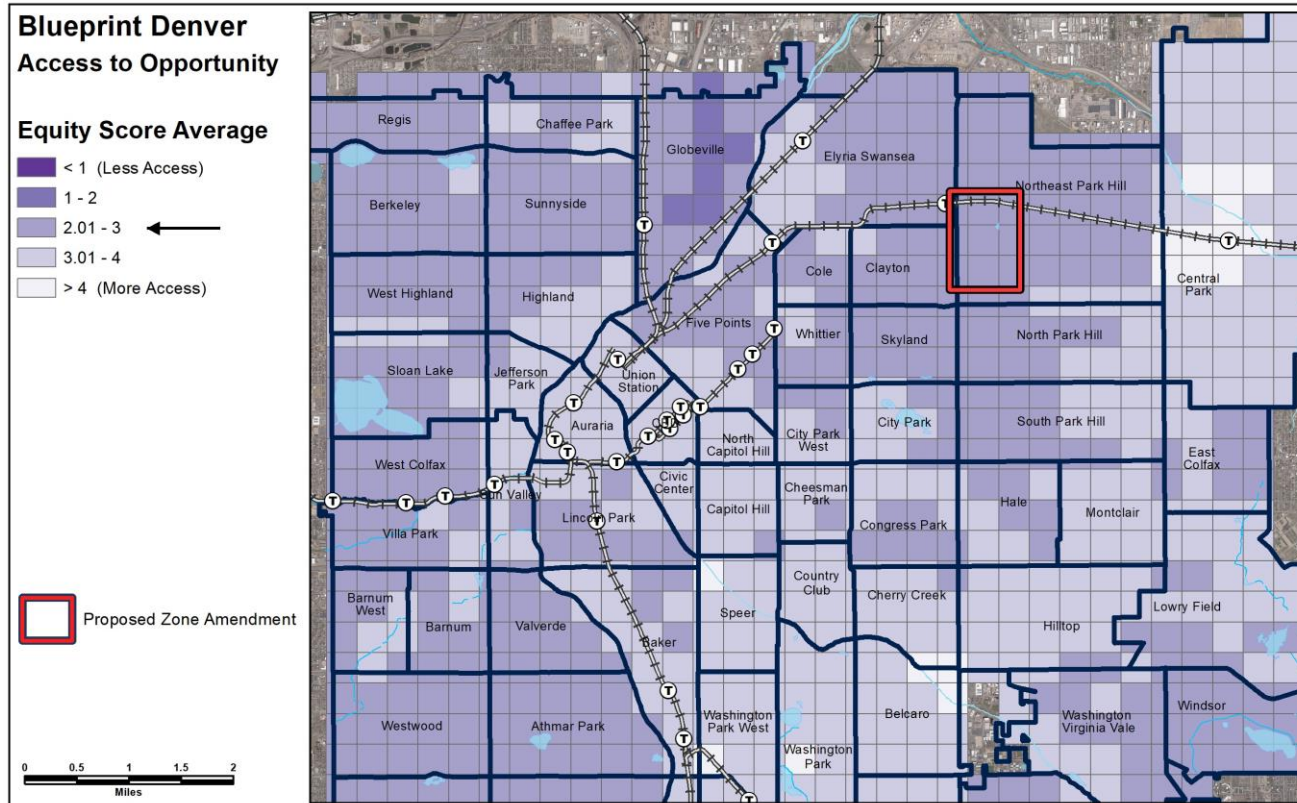 Blueprint Denver
Access to Opportunity
Equity Score Average
< 1 (Less Access)
1 - 2
2.01 - 3
3.01 - 4
> 4 (More Access)
Proposed Zone Amendment
0 0.5 1 1.5 2
Miles
Regis
Chaffee Park
Globeville
Elyria Swansea
Northeast Park Hill
Berkeley
Sunnyside
T
T
T
T
T
T
Central
Park
West Highland
Highland
Cole
Clayton
Five Points
Whittier
Skyland
North Park Hill
T
T
T
T
Sloan Lake
Jefferson
Park
Union
Station
T
T
T
Auraria
North
Capitol Hill
City Park
West
City Park
South Park Hill
East
Colfax
T
T
T
T
West Colfax
Civic
Center
Cheesman
Park
Capitol Hill
Congress Park
Hale
Montclair
T
T
T
T
Sun Valley
Lincoln Park
T
Villa Park
Barnum
West
Barnum
Valverde
Baker
Speer
Country
Club
Cherry Creek
Hilltop
Lowry Field
T
T
T
Westwood
Athmar Park
Washington
Park West
Washington
Park
Belcaro
Washington
Virginia Vale
Windsor